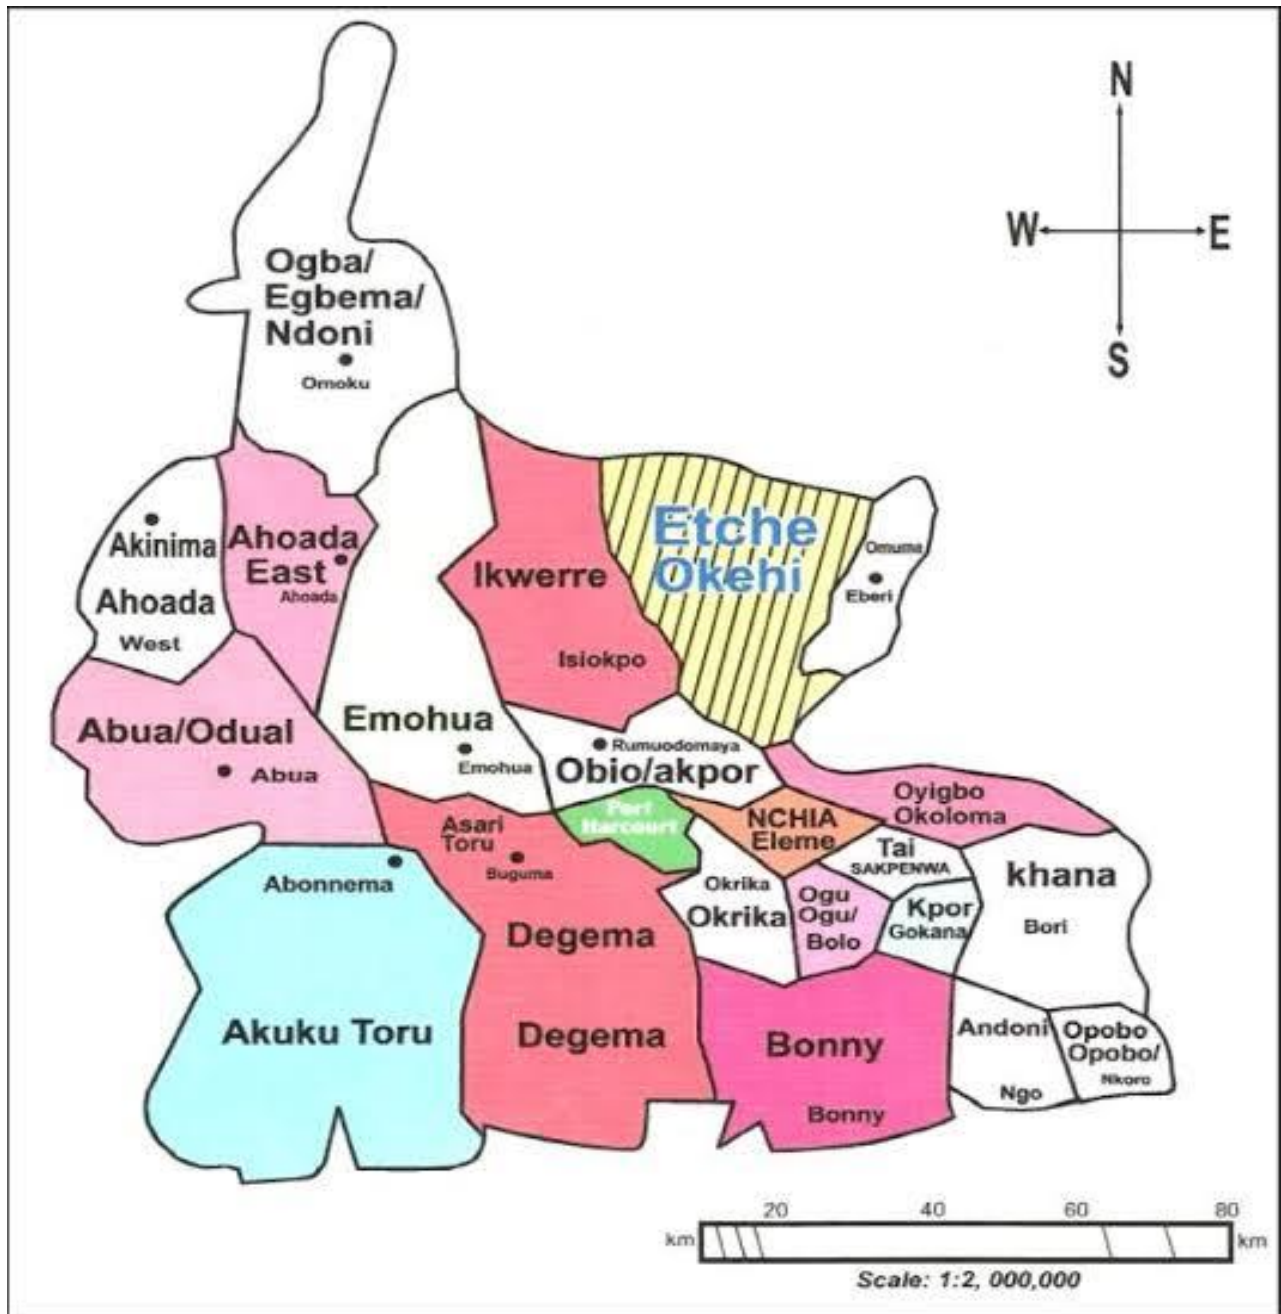 N
W
E
S
Ogba/
Egbema/
Ndoni
Omoku
Akinima
Ahoada
West
Ahoada
East
Ahoada
Ikwerre
Isiokpo
Etche
Okehi
Omuma
Eberi
Abua/Odual
Abua
Emohua
Emohua
Rumuodomaya
Obio/akpor
Port
Harcourt
NCHIA
Eleme
Oyigbo
Okoloma
Asari
Toru
Buguma
Tai
SAKPENWA
khana
Bori
Abonnema
Akuku Toru
Okrika
Okrika
Ogu
Ogu/
Bolo
Kpor
Gokana
Degema
Degema
Bonny
Bonny
Andoni
Ngo
Opobo
Opobo/
Nkoro
20 40 60 80
km km
Scale: 1:2, 000,000